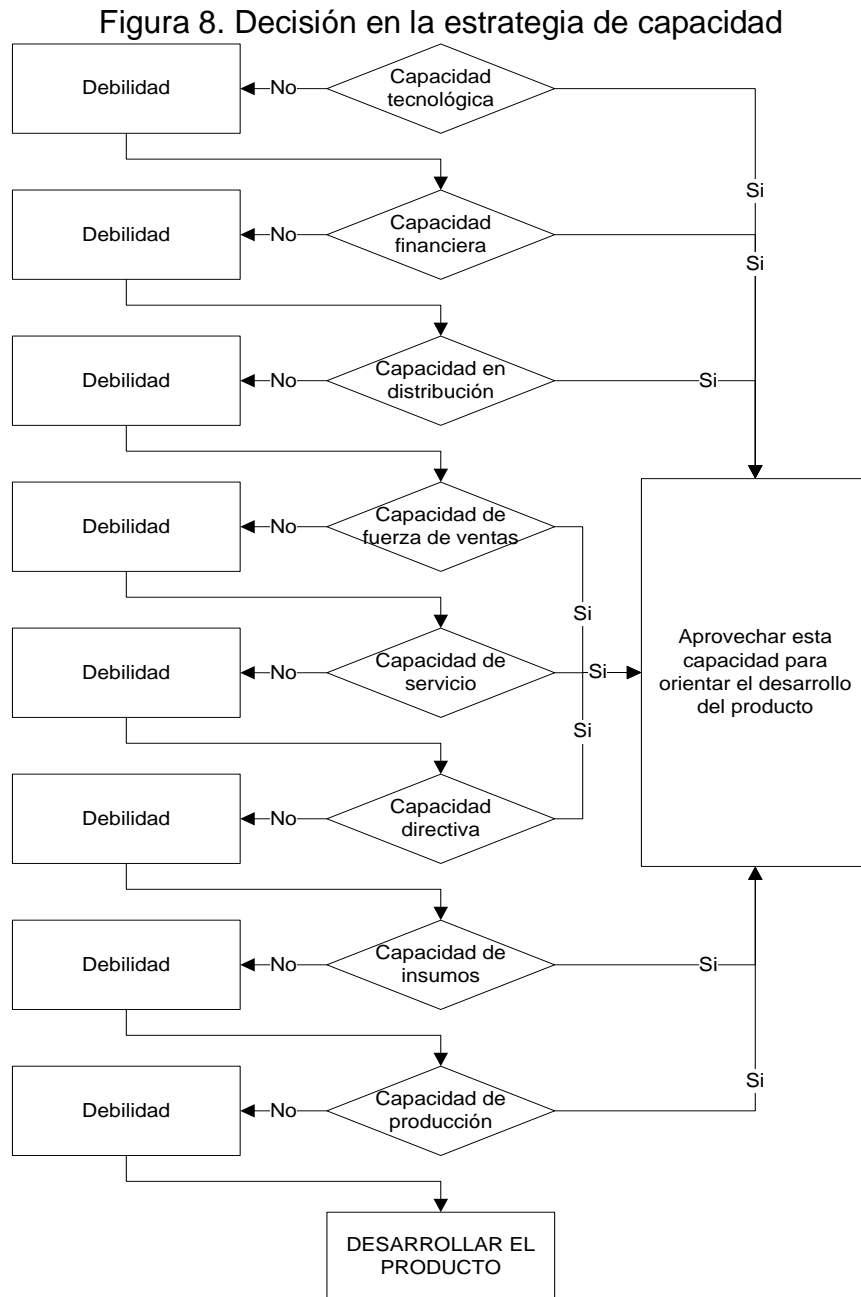 Figura 8. Decisión en la estrategia de capacidad
Debilidad
No
Capacidad
tecnológica
Si
Debilidad
No
Capacidad
financiera
Si
Debilidad
No
Capacidad en
distribución
Si
Debilidad
No
Capacidad de
fuerza de ventas
Si
Debilidad
No
Capacidad de
servicio
Si
Aprovechar esta
capacidad para
orientar el desarrollo
del producto
Si
Debilidad
No
Capacidad
directiva
Debilidad
No
Capacidad de
insumos
Si
Debilidad
No
Capacidad de
producción
Si
DESARROLLAR EL
PRODUCTO